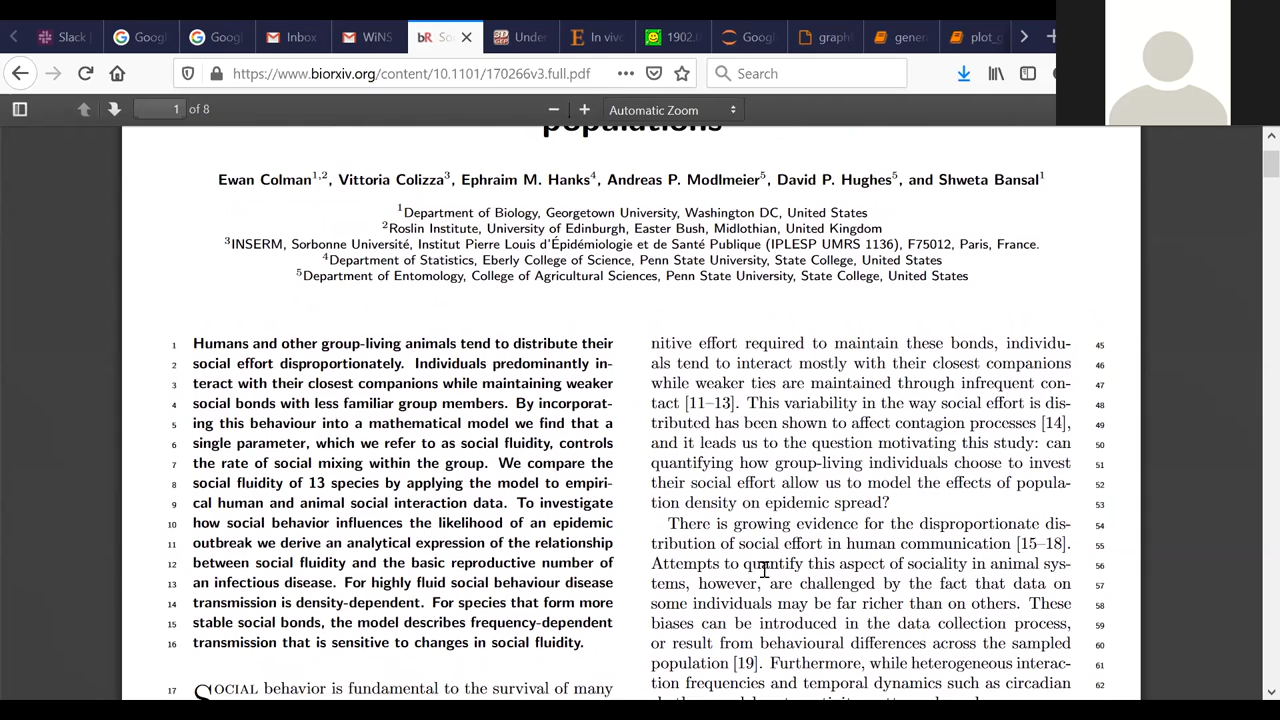 Slack
Googl
Googl
Inbox
WiNS
bR So
Under
In vivo
1902.0
Googl
graphl
gener
plot_g
https://www.biorxiv.org/content/10.1101/170266v3.full.pdf
Search
1 of 8
Automatic Zoom
populations
Ewan Colman1,2, Vittoria Colizza3, Ephraim M. Hanks4, Andreas P. Modlmeier5, David P. Hughes5, and Shweta Bansal1
1Department of Biology, Georgetown University, Washington DC, United States
2Roslin Institute, University of Edinburgh, Easter Bush, Midlothian, United Kingdom
3INSERM, Sorbonne Université, Institut Pierre Louis d'Épidémiologie et de Santé Publique (IPLESP UMRS 1136), F75012, Paris, France.
4Department of Statistics, Eberly College of Science, Penn State University, State College, United States
5Department of Entomology, College of Agricultural Sciences, Penn State University, State College, United States
1 Humans and other group-living animals tend to distribute their
2 social effort disproportionately. Individuals predominantly in-
3 teract with their closest companions while maintaining weaker
4 social bonds with less familiar group members. By incorporat-
5 ing this behaviour into a mathematical model we find that a
6 single parameter, which we refer to as social fluidity, controls
7 the rate of social mixing within the group. We compare the
8 social fluidity of 13 species by applying the model to empiri-
9 cal human and animal social interaction data. To investigate
10 how social behavior influences the likelihood of an epidemic
11 outbreak we derive an analytical expression of the relationship
12 between social fluidity and the basic reproductive number of
13 an infectious disease. For highly fluid social behaviour disease
14 transmission is density-dependent. For species that form more
15 stable social bonds, the model describes frequency-dependent
16 transmission that is sensitive to changes in social fluidity.
17 SOCIAL behavior is fundamental to the survival of many
nitive effort required to maintain these bonds, individu- 45
als tend to interact mostly with their closest companions 46
while weaker ties are maintained through infrequent con- 47
tact [11–13]. This variability in the way social effort is dis- 48
tributed has been shown to affect contagion processes [14], 49
and it leads us to the question motivating this study: can 50
quantifying how group-living individuals choose to invest 51
their social effort allow us to model the effects of popula- 52
tion density on epidemic spread? 53
There is growing evidence for the disproportionate dis- 54
tribution of social effort in human communication [15–18]. 55
Attempts to quantify this aspect of sociality in animal sys- 56
tems, however, are challenged by the fact that data on 57
some individuals may be far richer than on others. These 58
biases can be introduced in the data collection process, 59
or result from behavioural differences across the sampled 60
population [19]. Furthermore, while heterogeneous interac- 61
tion frequencies and temporal dynamics such as circadian 62